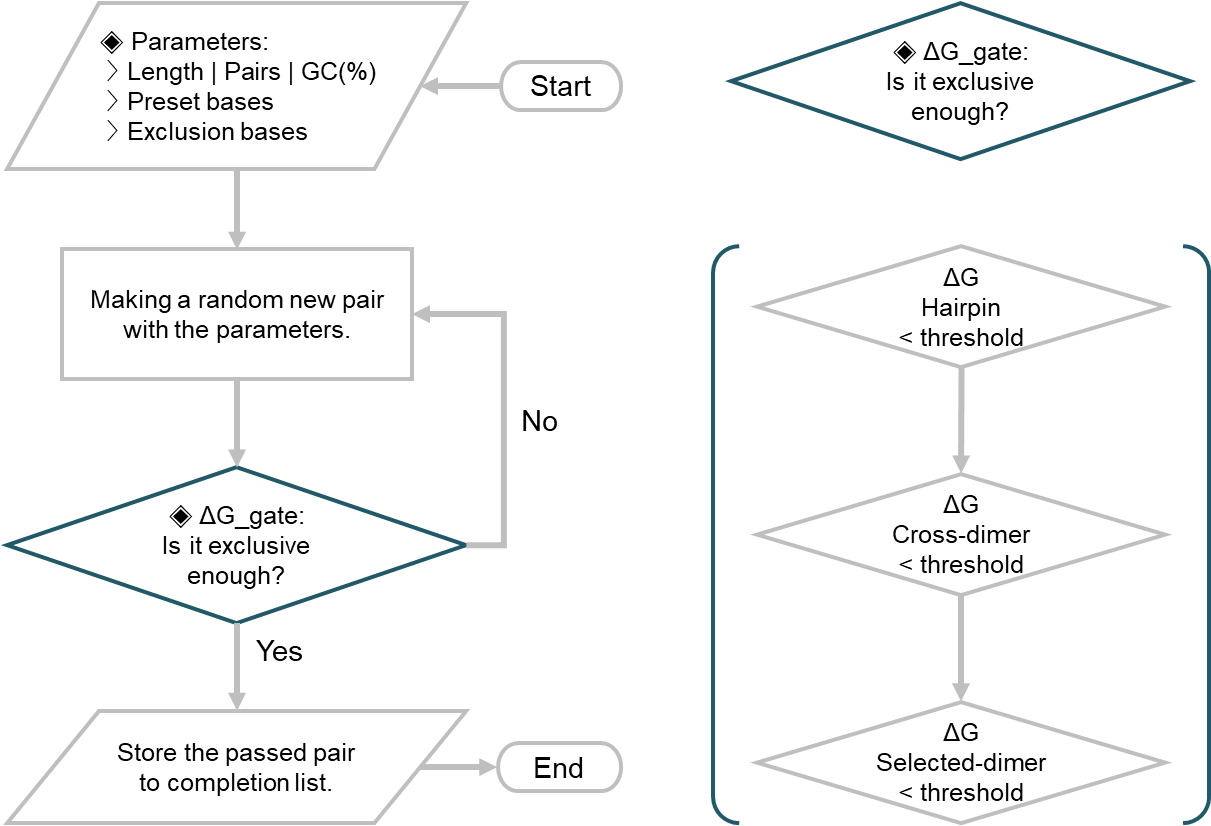 ◈ Parameters:
〉Length | Pairs | GC(%)
〉Preset bases
〉Exclusion bases
Start
Making a random new pair
with the parameters.
No
◈ ΔG_gate:
Is it exclusive
enough?
Yes
Store the passed pair
to completion list.
End
◈ ΔG_gate:
Is it exclusive
enough?
ΔG
Hairpin
< threshold
ΔG
Cross-dimer
< threshold
ΔG
Selected-dimer
< threshold